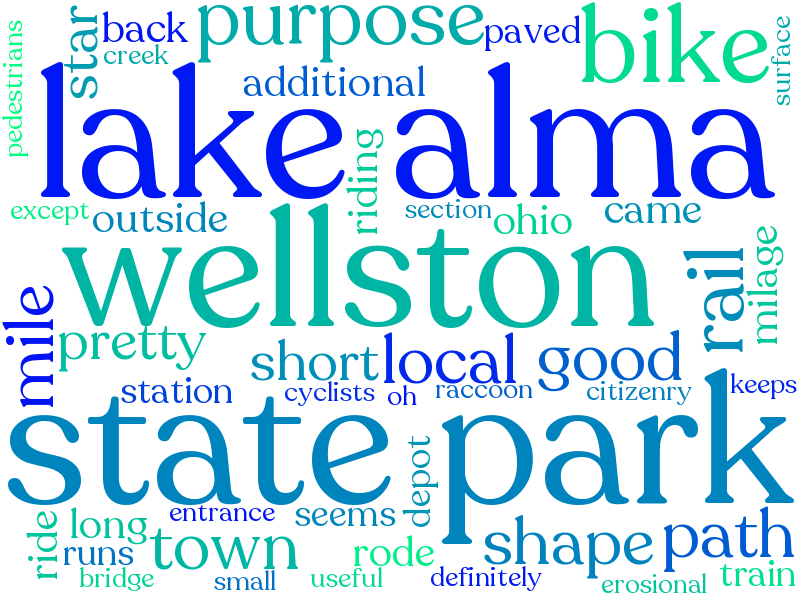 pedestrians
star
back
creek
purpose
paved
bike
surface
additional
lake alma
riding
except
outside
section
ohio
came
wellston
rail
milage
mile
pretty
short
local
good
station
cyclists
oh
raccoon
citizenry
keeps
state park
depot
ride
long
entrance
seems
runs
town
rode
shape
path
bridge
small
useful
definitely
erosional
train